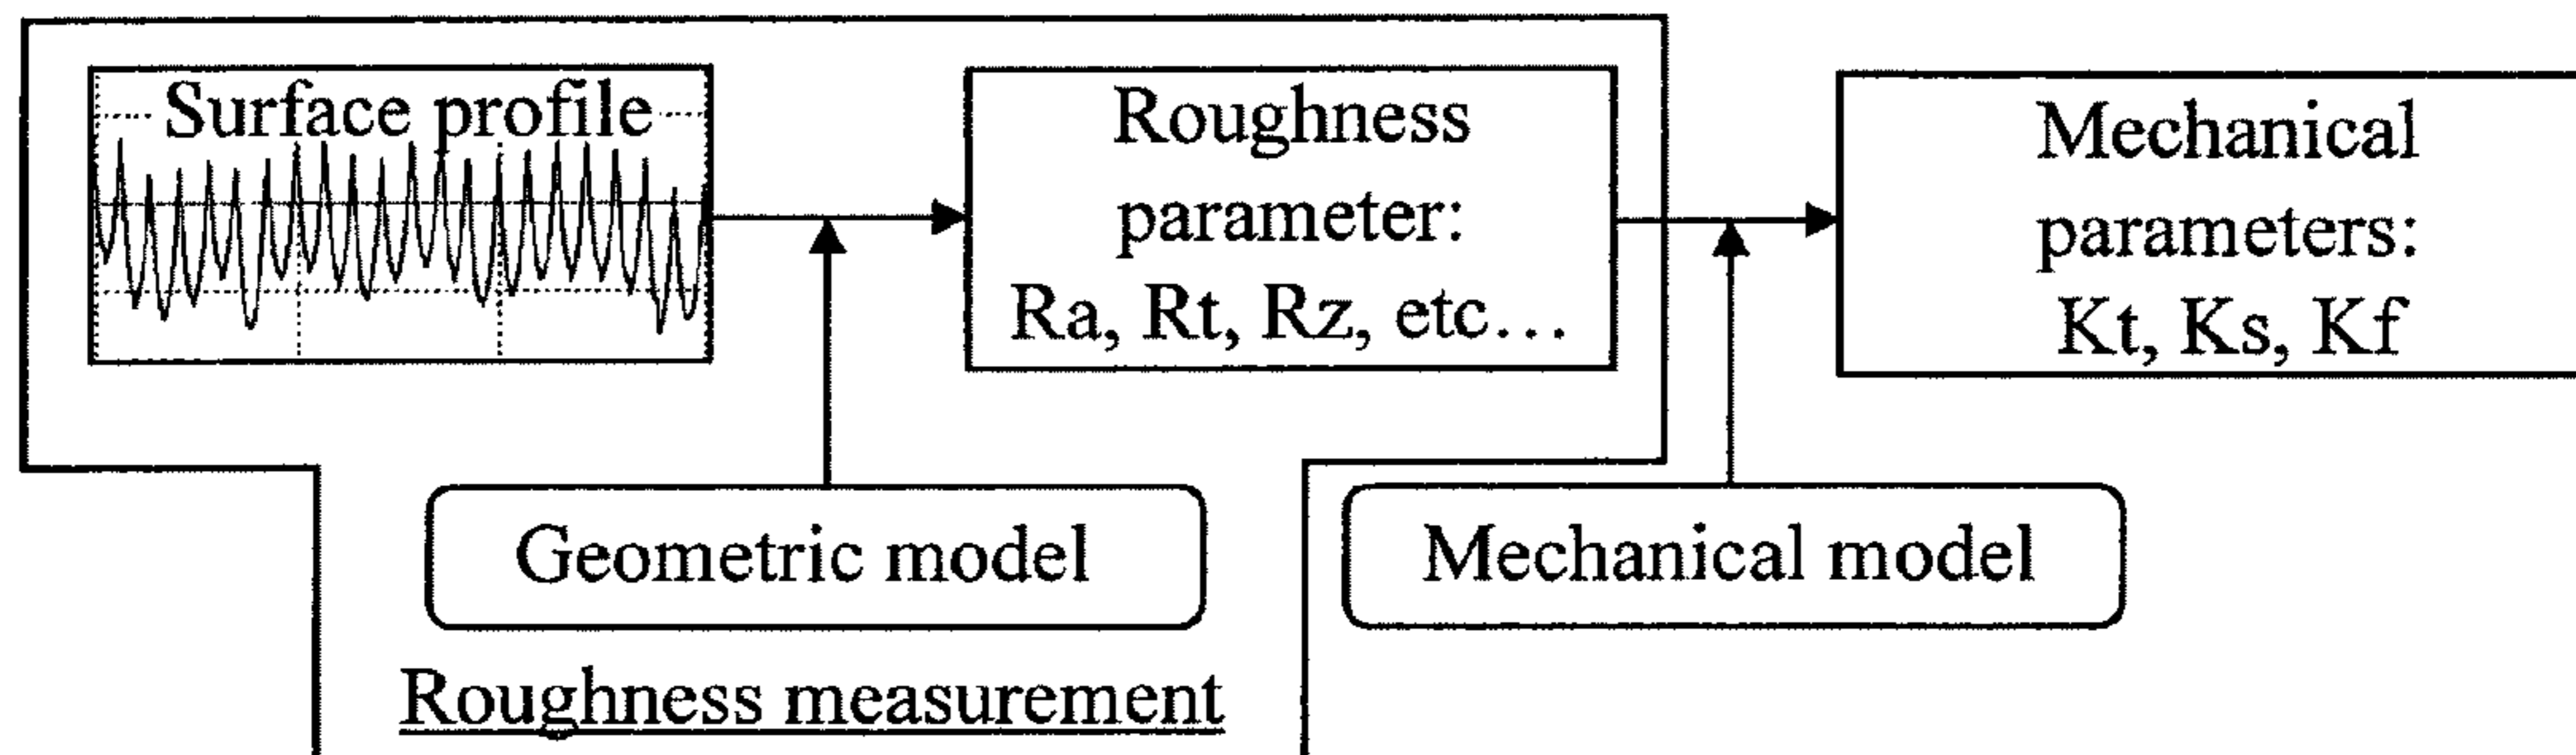 Surface profile
Roughness
parameter:
Ra, Rt, Rz, etc…
Mechanical
parameters:
Kt, Ks, Kf
Geometric model
Mechanical model
Roughness measurement